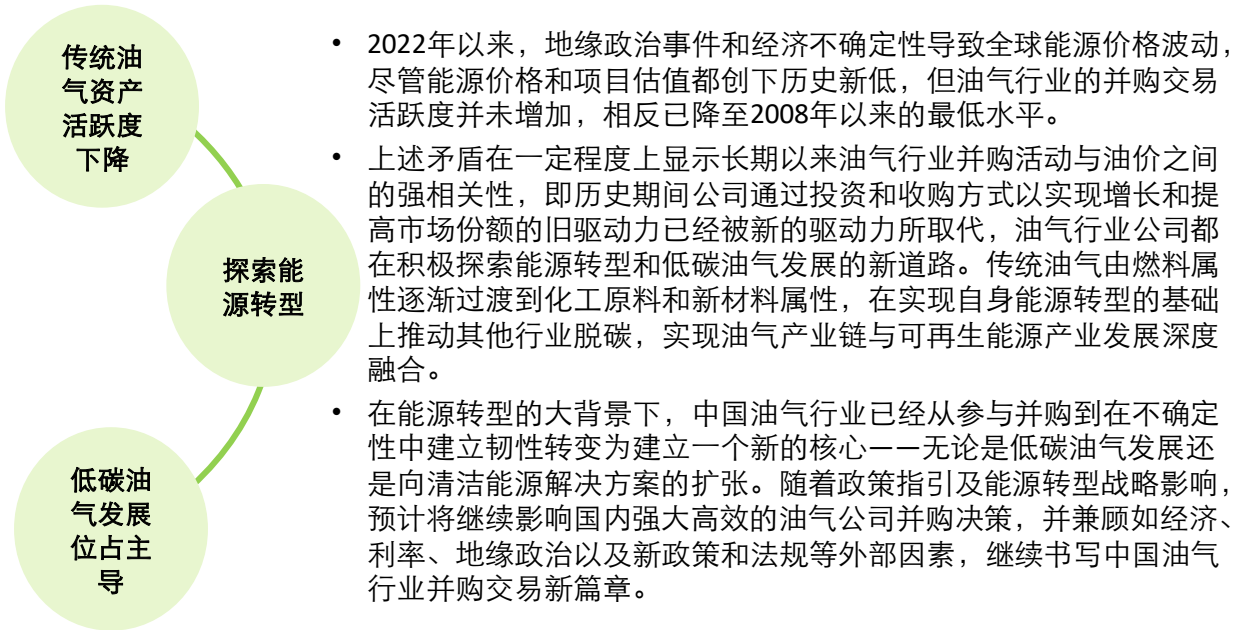 传统油
气资产
活跃度
下降
探索能
源转型
低碳油
气发展
位占主
导
• 2022年以来，地缘政治事件和经济不确定性导致全球能源价格波动，
尽管能源价格和项目估值都创下历史新低，但油气行业的并购交易
活跃度并未增加，相反已降至2008年以来的最低水平。
• 上述矛盾在一定程度上显示长期以来油气行业并购活动与油价之间
的强相关性，即历史期间公司通过投资和收购方式以实现增长和提
高市场份额的旧驱动力已经被新的驱动力所取代，油气行业公司都
在积极探索能源转型和低碳油气发展的新道路。传统油气由燃料属
性逐渐过渡到化工原料和新材料属性，在实现自身能源转型的基础
上推动其他行业脱碳，实现油气产业链与可再生能源产业发展深度
融合。
• 在能源转型的大背景下，中国油气行业已经从参与并购到在不确定
性中建立韧性转变为建立一个新的核心——无论是低碳油气发展还
是向清洁能源解决方案的扩张。随着政策指引及能源转型战略影响，
预计将继续影响国内强大高效的油气公司并购决策，并兼顾如经济、
利率、地缘政治以及新政策和法规等外部因素，继续书写中国油气
行业并购交易新篇章。